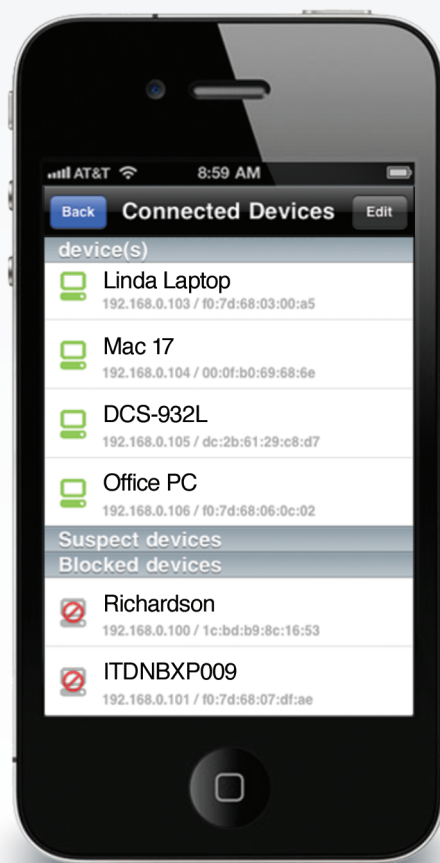 AT&T 8:59 AM
Back Connected Devices Edit
device(s)
Linda Laptop
192.168.0.103 / f0:7d:68:03:00:a5
Mac 17
192.168.0.104 / 00:0f:b0:69:68:6e
DCS-932L
192.168.0.105 / dc:2b:61:29:c8:d7
Office PC
192.168.0.106 / f0:7d:68:06:0c:02
Suspect devices
Blocked devices
Richardson
192.168.0.100 / 1c:bd:b9:8c:16:53
ITDNBXP009
192.168.0.101 / f0:7d:68:07:df:ae